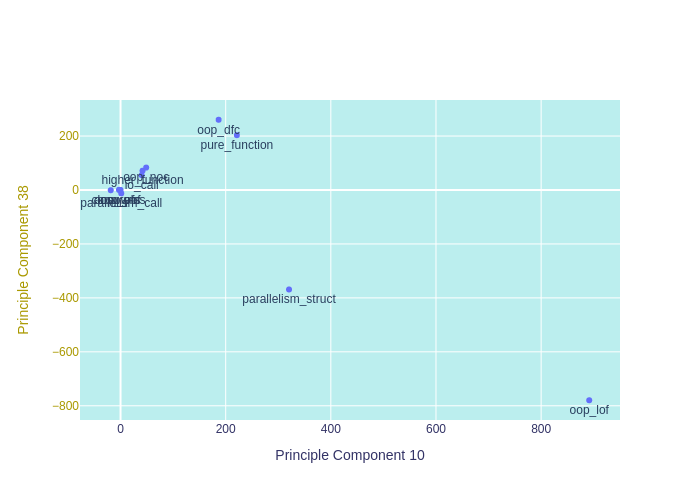 200
0
−200
−400
−600
−800
Principle Component 38
oop_dfc
pure_function
oop_noc
higher_function
io_call
parallelism_call
parallelism_struct
oop_lof
0
200
400
600
800
Principle Component 10